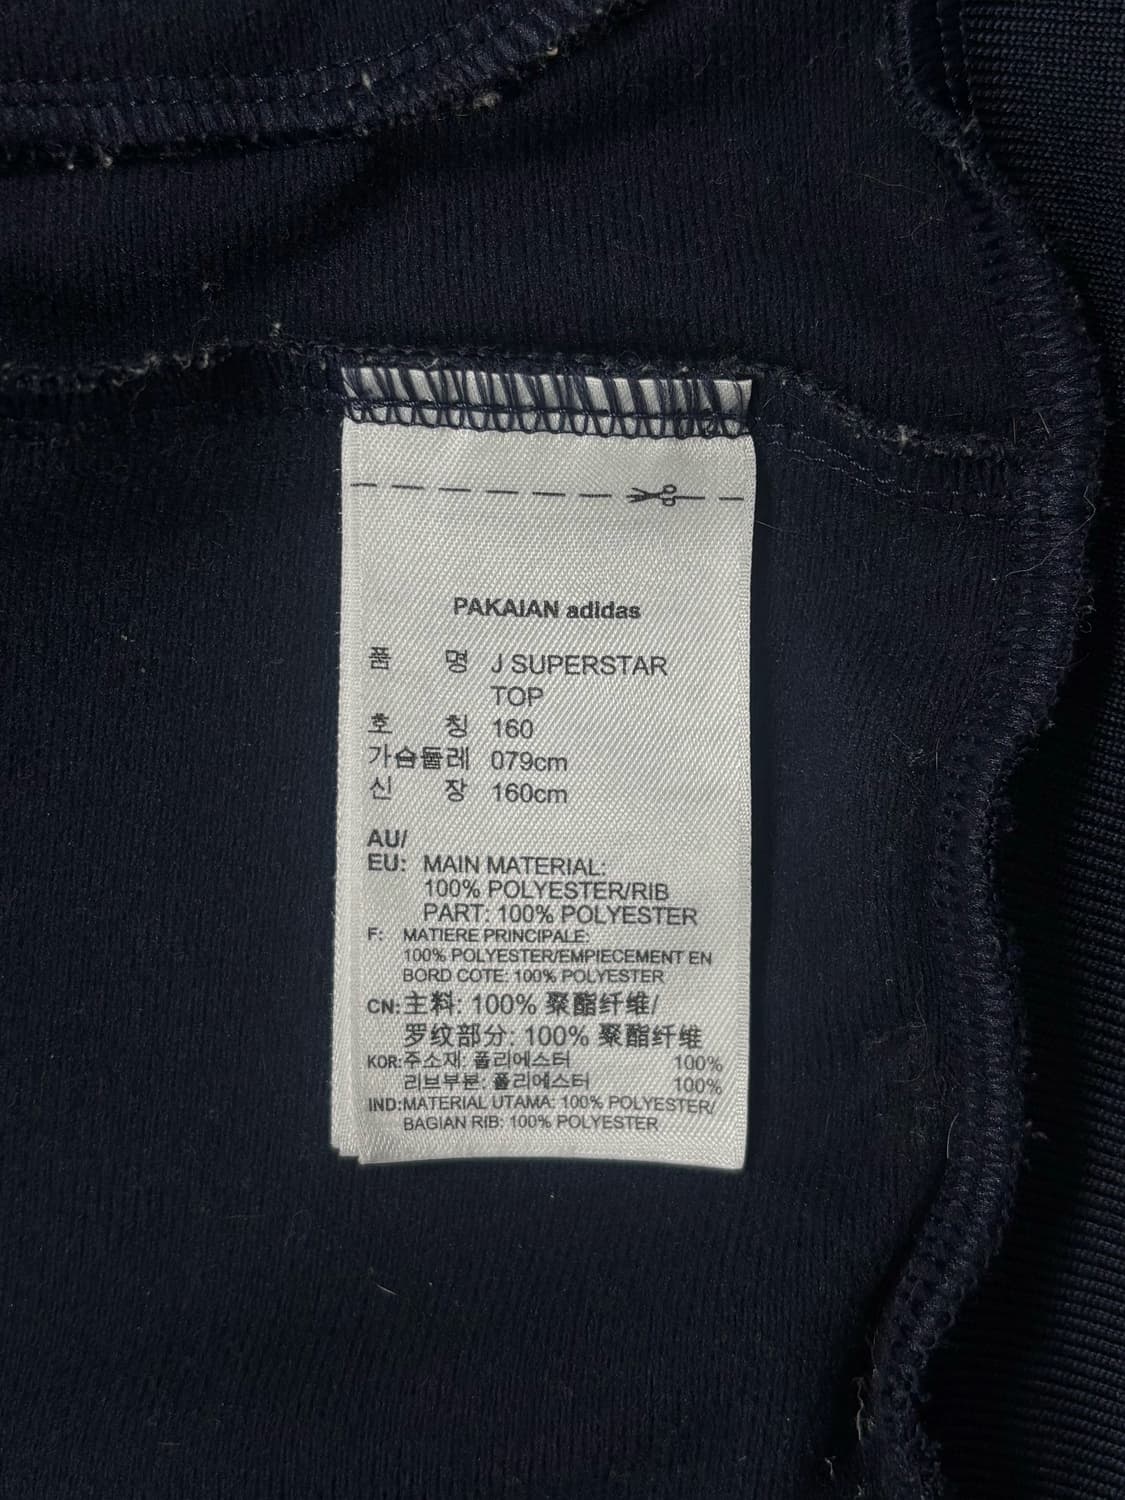 PAKAIAN adidas
품 명 J SUPERSTAR
TOP
호 칭 160
가슴둘레 079cm
신 장 160cm
AU/
EU: MAIN MATERIAL:
100% POLYESTER/RIB
PART: 100% POLYESTER
F: MATIERE PRINCIPALE:
100% POLYESTER/EMPIECEMENT EN
BORD COTE: 100% POLYESTER
CN: 主料: 100% 聚酯纤维/
罗纹部分: 100% 聚酯纤维
KOR: 주소재: 폴리에스터 100%
리브부분: 폴리에스터 100%
IND: MATERIAL UTAMA: 100% POLYESTER/
BAGIAN RIB: 100% POLYESTER